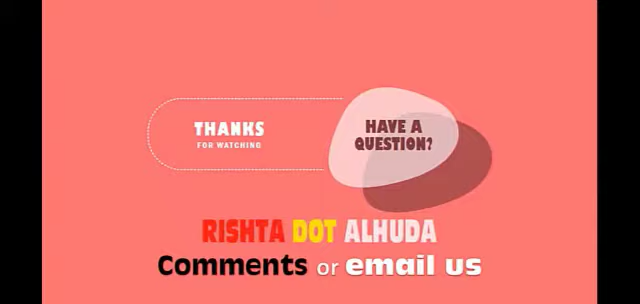 THANKS
FOR WATCHING
HAVE A
QUESTION?
RISHTA DOT ALHUDA
Comments or email us